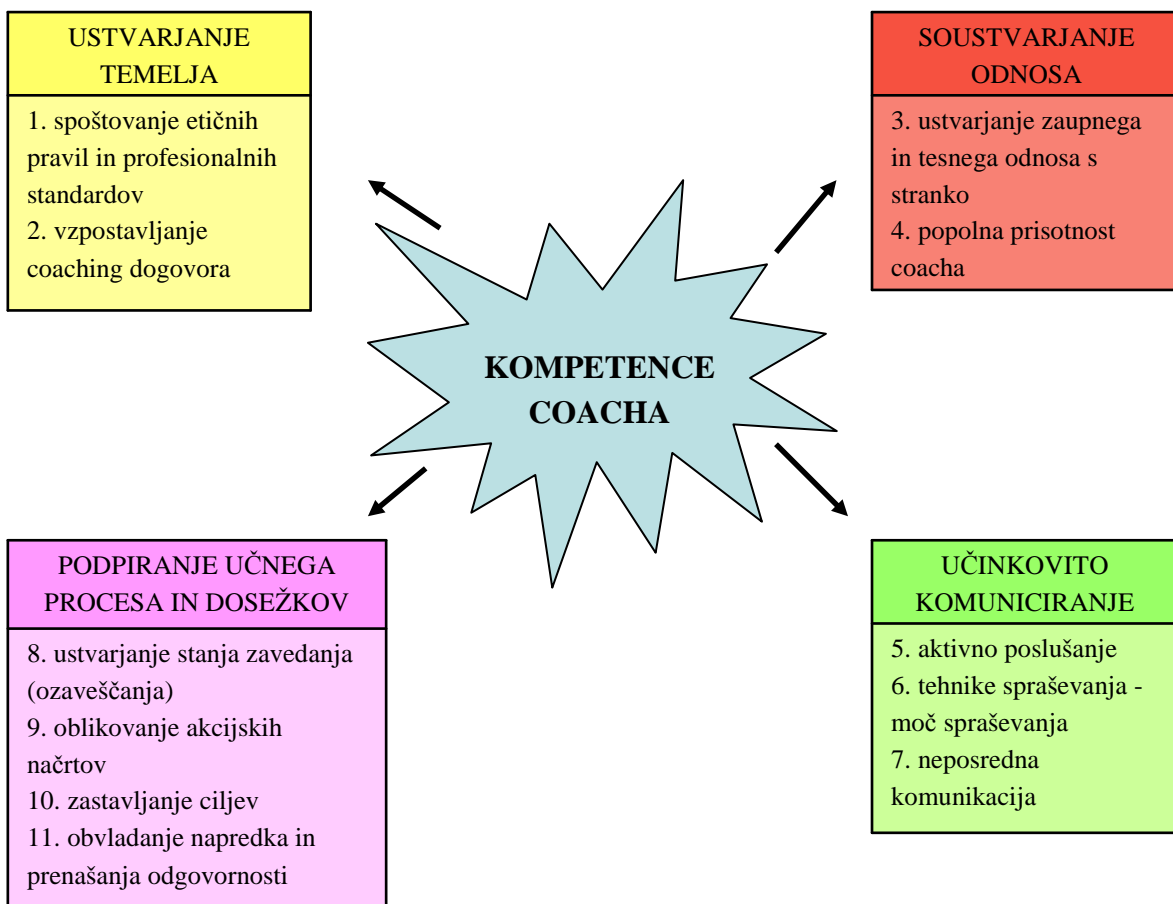 USTVARJANJE
TEMELJA
1. spoštovanje etičnih
pravil in profesionalnih
standardov
2. vzpostavljanje
coaching dogovora
SOUSTVARJANJE
ODNOSA
3. ustvarjanje zaupnega
in tesnega odnosa s
stranko
4. popolna prisotnost
coacha
KOMPETENCE
COACHA
PODPIRANJE UČNEGA
PROCESA IN DOSEŽKOV
8. ustvarjanje stanja zavedanja
(ozaveščanja)
9. oblikovanje akcijskih
načrtov
10. zastavljanje ciljev
11. obvladanje napredka in
prenašanja odgovornosti
UČINKOVITO
KOMUNICIRANJE
5. aktivno poslušanje
6. tehnike spraševanja -
moč spraševanja
7. neposredna
komunikacija